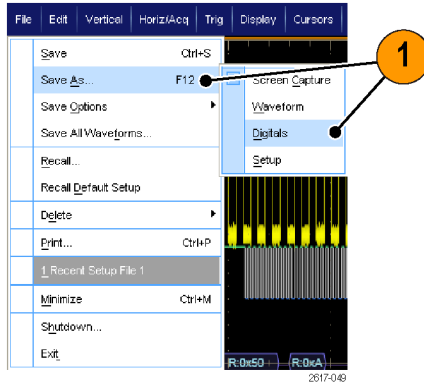 File Edit Vertical Horiz/Acq Trig Display Cursors
Save Ctrl+S
Save As... F12
Save Options
Save All Waveforms...
Recall...
Recall Default Setup
Delete
Print... Ctrl+P
1 Recent Setup File 1
Minimize Ctrl+M
Shutdown...
Exit
1
Screen Capture
Waveform
Digitals
Setup
R:0x50 R:0xA
2617-049